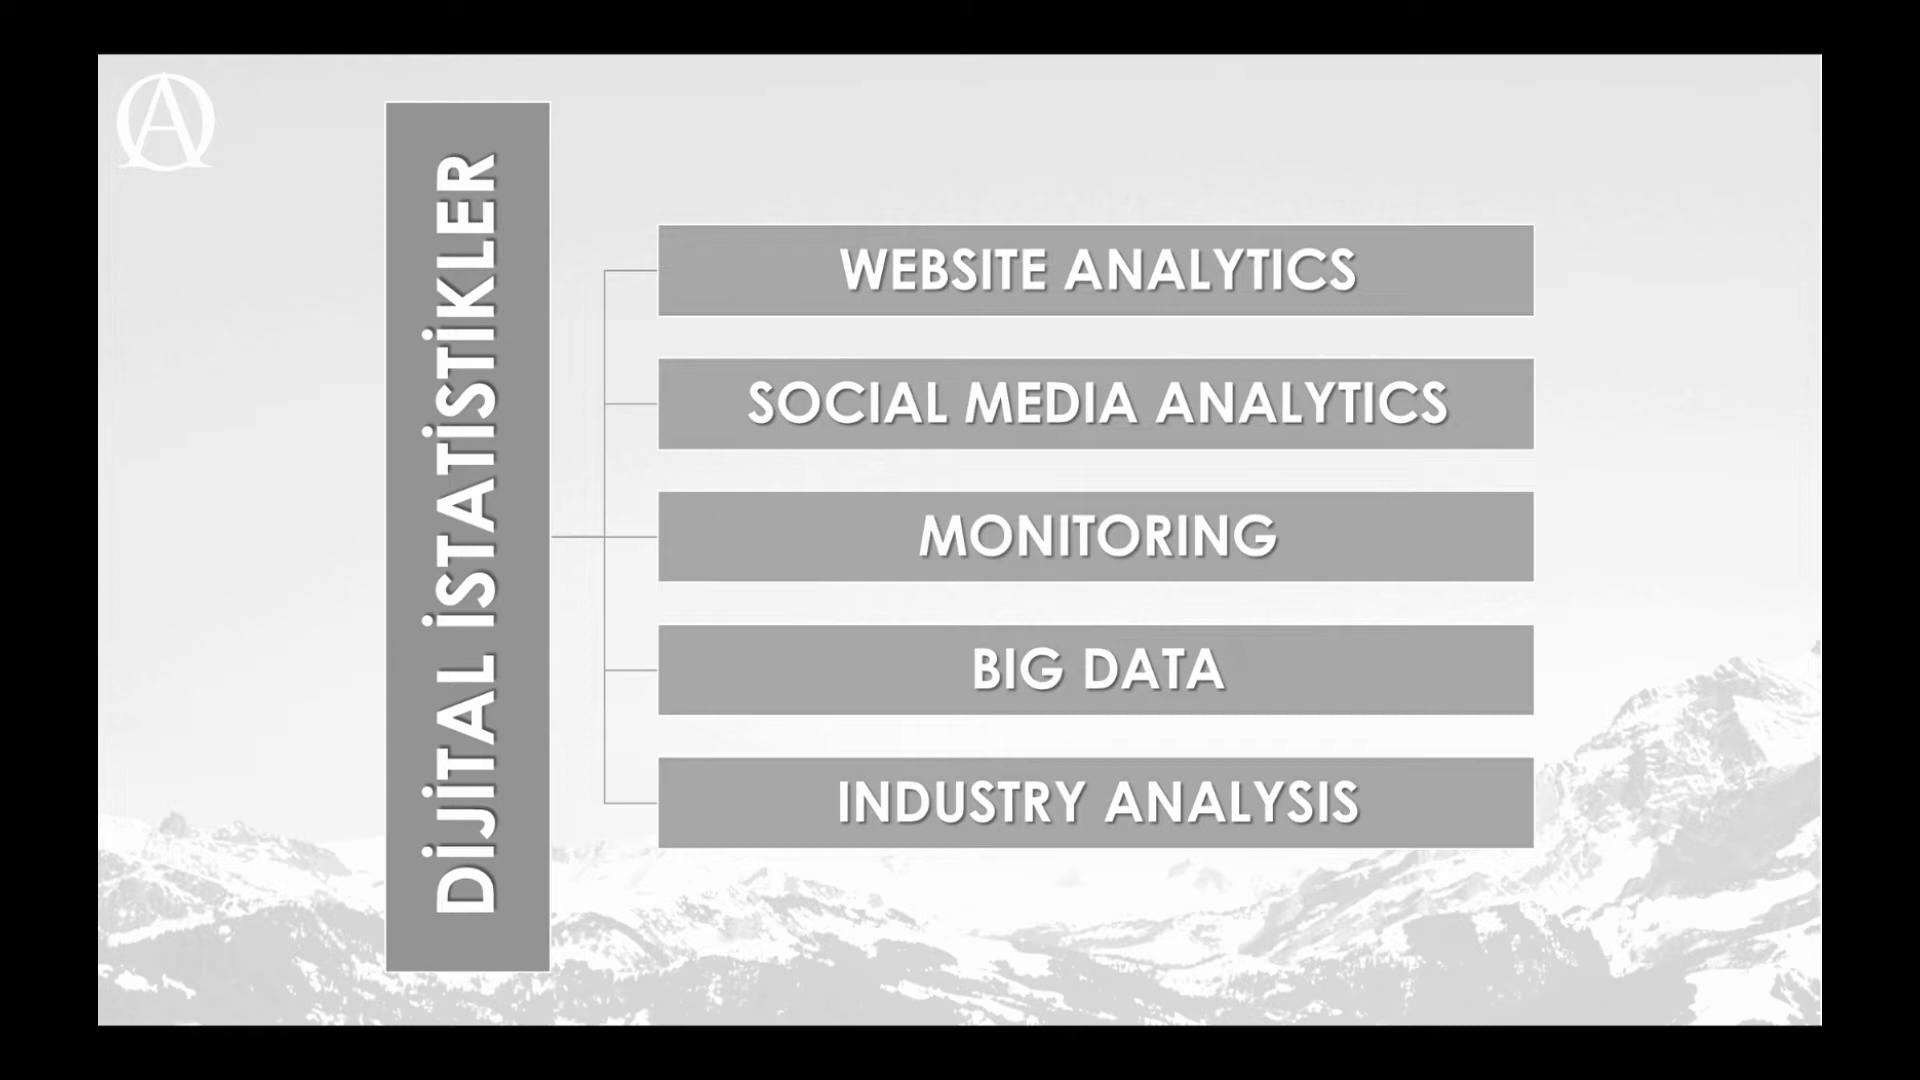 DİJİTAL İSTATİSTİKLER
WEBSITE ANALYTICS
SOCIAL MEDIA ANALYTICS
MONITORING
BIG DATA
INDUSTRY ANALYSIS